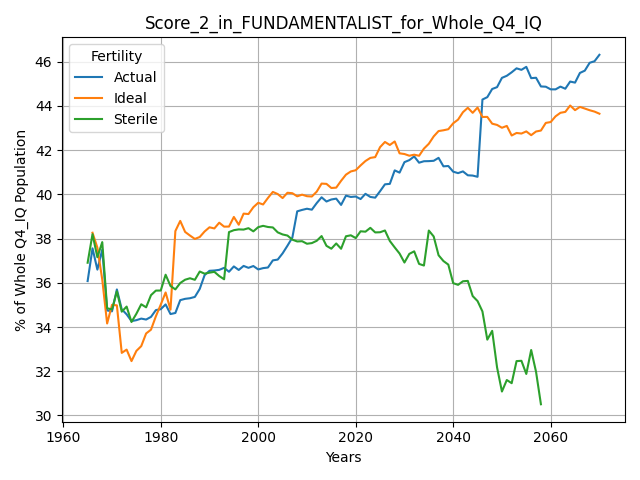 Score_2_in_FUNDAMENTALIST_for_Whole_Q4_IQ
Fertility
Actual
Ideal
Sterile
% of Whole Q4_IQ Population
46
44
42
40
38
36
34
32
30
1960
1980
2000
2020
2040
2060
Years